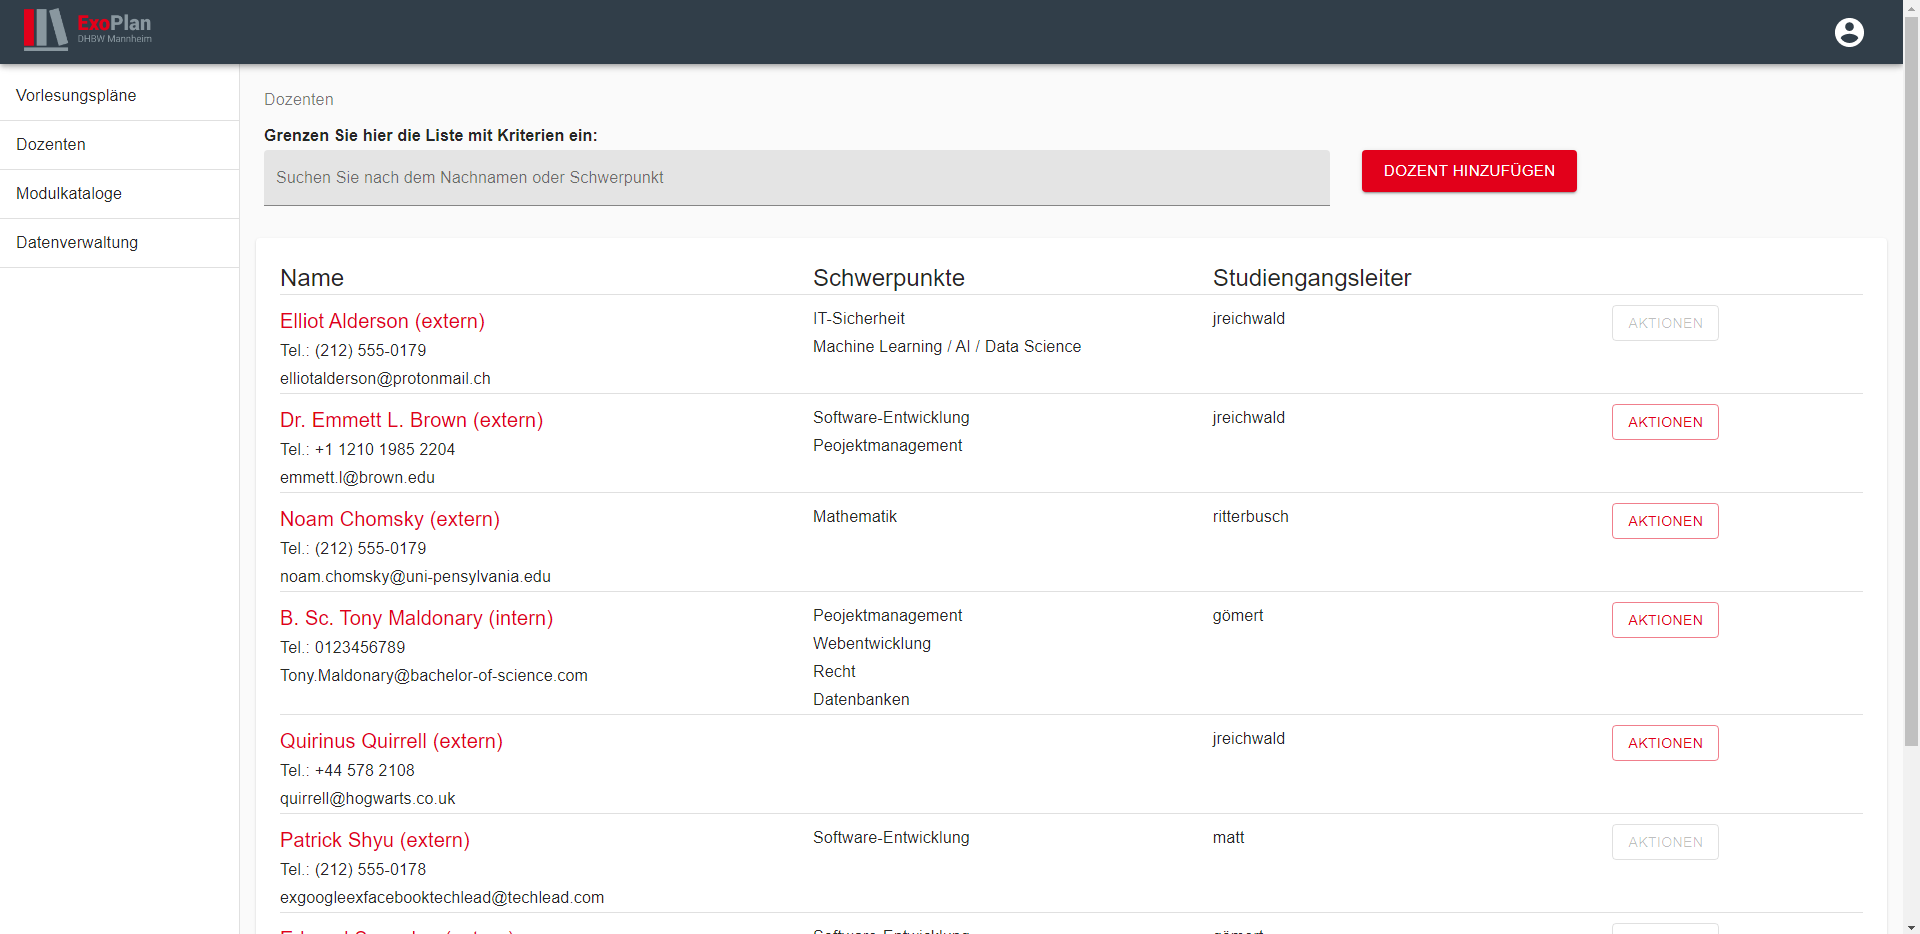 ExoPlan
DHBW Mannheim
Vorlesungspläne
Dozenten
Modulkataloge
Datenverwaltung
Dozenten
Grenzen Sie hier die Liste mit Kriterien ein:
Suchen Sie nach dem Nachnamen oder Schwerpunkt
DOZENT HINZUFÜGEN
Name Schwerpunkte Studiengangsleiter
Elliot Alderson (extern)
Tel.: (212) 555-0179
elliotalderson@protonmail.ch
IT-Sicherheit
Machine Learning / AI / Data Science
jreichwald
AKTIONEN
Dr. Emmett L. Brown (extern)
Tel.: +1 1210 1985 2204
emmett.l@brown.edu
Software-Entwicklung
Peojektmanagement
jreichwald
AKTIONEN
Noam Chomsky (extern)
Tel.: (212) 555-0179
noam.chomsky@uni-pensylvania.edu
Mathematik
ritterbusch
AKTIONEN
B. Sc. Tony Maldonary (intern)
Tel.: 0123456789
Tony.Maldonary@bachelor-of-science.com
Peojektmanagement
Webentwicklung
Recht
Datenbanken
gömert
AKTIONEN
Quirinus Quirrell (extern)
Tel.: +44 578 2108
quirrell@hogwarts.co.uk
jreichwald
AKTIONEN
Patrick Shyu (extern)
Tel.: (212) 555-0178
exgoogleexfacebooktechlead@techlead.com
Software-Entwicklung
matt
AKTIONEN